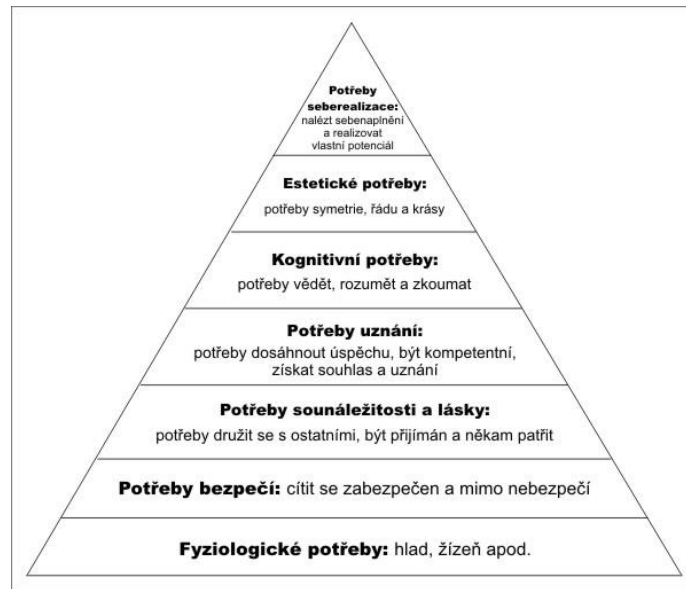 Potřeby
seberealizace:
nalézt sebenaplnění
a realizovat
vlastní potenciál
Estetické potřeby:
potřeby symetrie, řádu a krásy
Kognitivní potřeby:
potřeby vědět, rozumět a zkoumat
Potřeby uznání:
potřeby dosáhnout úspěchu, být kompetentní,
získat souhlas a uznání
Potřeby sounáležitosti a lásky:
potřeby družit se s ostatními, být přijímán a někam patřit
Potřeby bezpečí: cítit se zabezpečen a mimo nebezpečí
Fyziologické potřeby: hlad, žízeň apod.